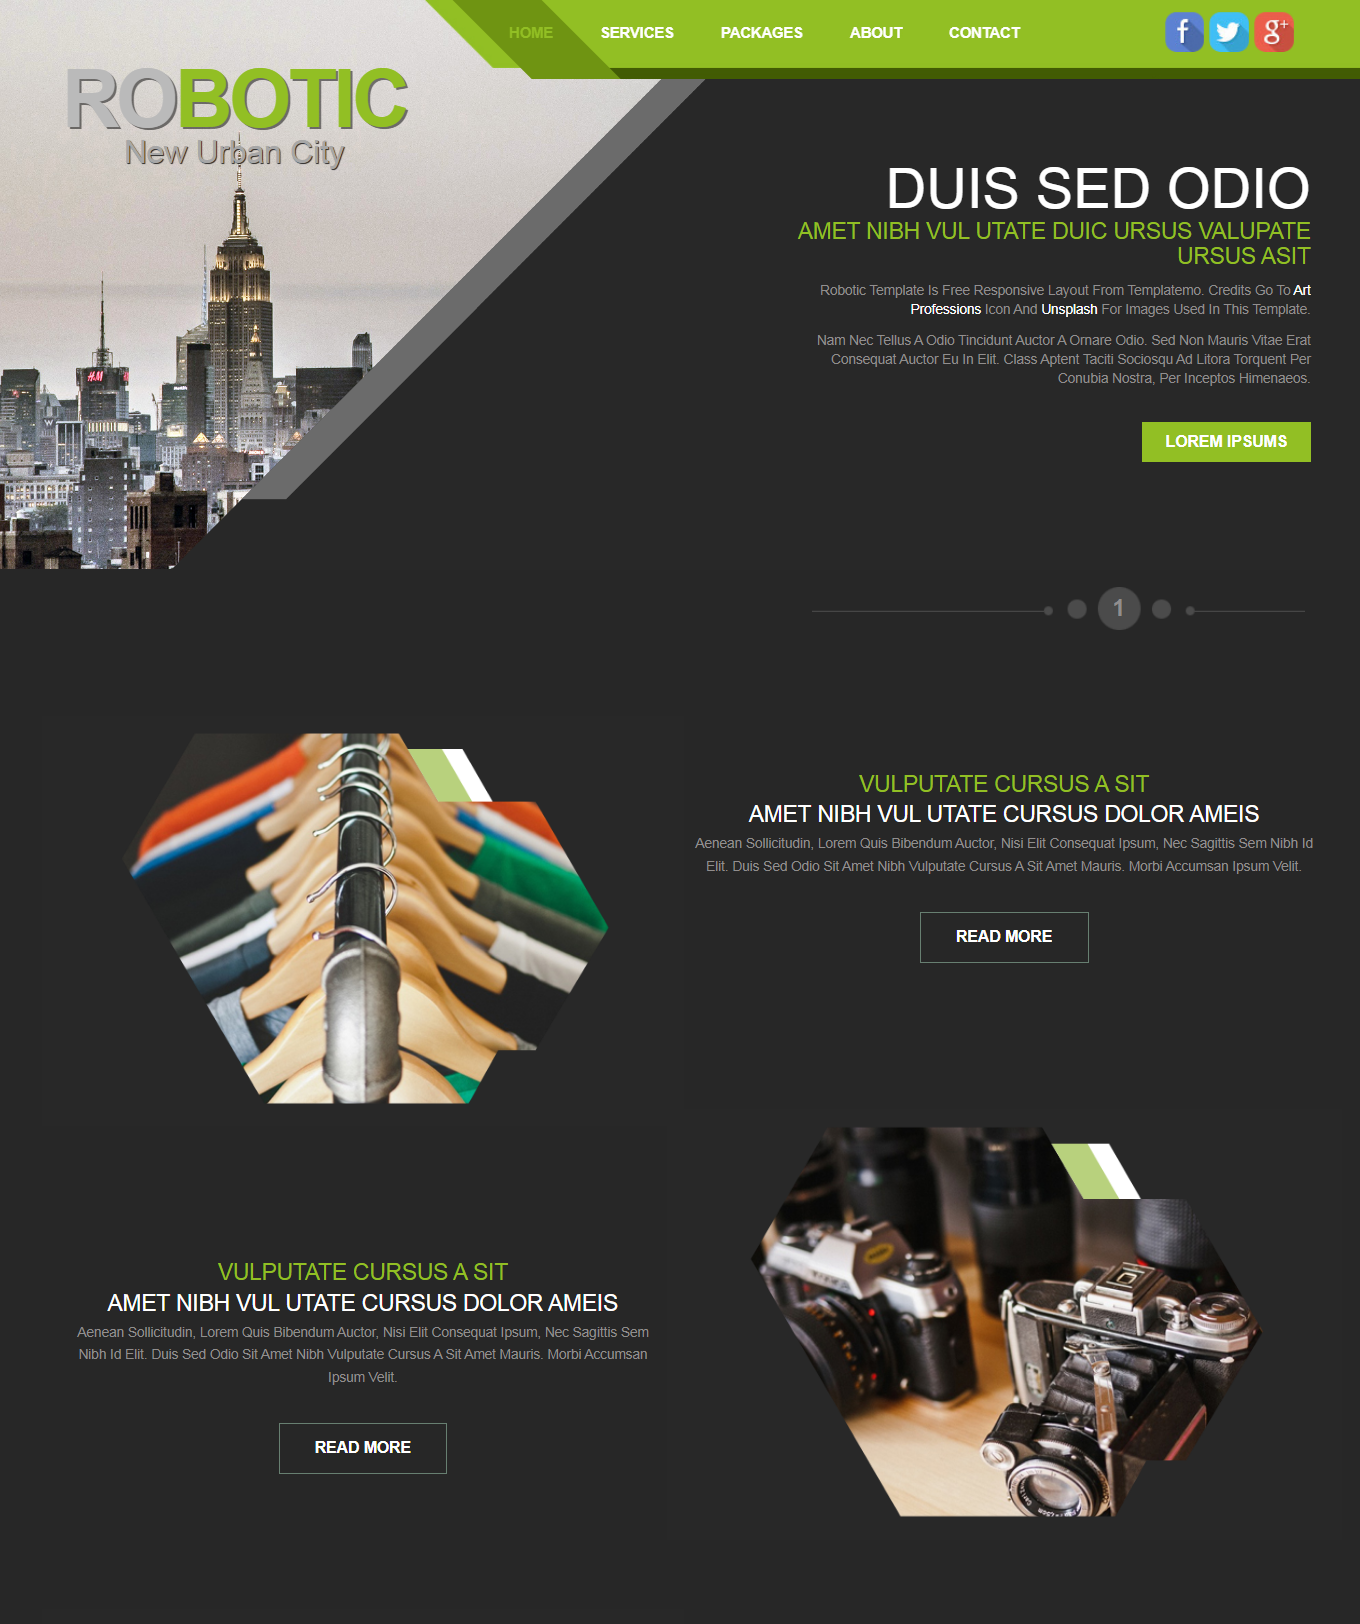 HOME SERVICES PACKAGES ABOUT CONTACT
f g+
ROBOTIC
New Urban City
DUIS SED ODIO
AMET NIBH VUL UTATE DUIC URSUS VALUPATE
URSUS ASIT
Robotic Template Is Free Responsive Layout From Templatemo. Credits Go To Art
Professions Icon And Unsplash For Images Used In This Template.
Nam Nec Tellus A Odio Tincidunt Auctor A Ornare Odio. Sed Non Mauris Vitae Erat
Consequat Auctor Eu In Elit. Class Aptent Taciti Sociosqu Ad Litora Torquent Per
Conubia Nostra, Per Inceptos Himenaeos.
H&M
W
LOREM IPSUMS
1
VULPUTATE CURSUS A SIT
AMET NIBH VUL UTATE CURSUS DOLOR AMEIS
Aenean Sollicitudin, Lorem Quis Bibendum Auctor, Nisi Elit Consequat Ipsum, Nec Sagittis Sem Nibh Id
Elit. Duis Sed Odio Sit Amet Nibh Vulputate Cursus A Sit Amet Mauris. Morbi Accumsan Ipsum Velit.
READ MORE
VULPUTATE CURSUS A SIT
AMET NIBH VUL UTATE CURSUS DOLOR AMEIS
Aenean Sollicitudin, Lorem Quis Bibendum Auctor, Nisi Elit Consequat Ipsum, Nec Sagittis Sem
Nibh Id Elit. Duis Sed Odio Sit Amet Nibh Vulputate Cursus A Sit Amet Mauris. Morbi Accumsan
Ipsum Velit.
READ MORE